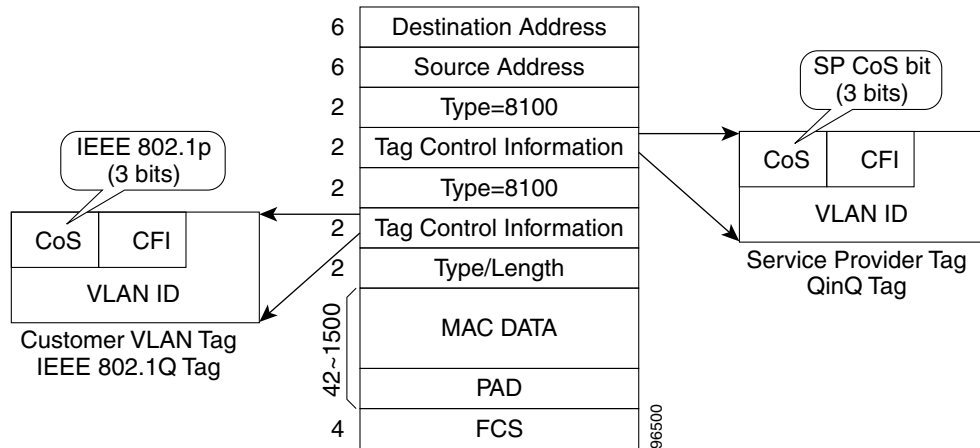 6 Destination Address
6 Source Address
2 Type=8100
2 Tag Control Information
2 Type=8100
2 Tag Control Information
2 Type/Length
42~1500
MAC DATA
PAD
4 FCS
IEEE 802.1p
(3 bits)
CoS CFI
VLAN ID
Customer VLAN Tag
IEEE 802.1Q Tag
SP CoS bit
(3 bits)
CoS CFI
VLAN ID
Service Provider Tag
QinQ Tag
96500